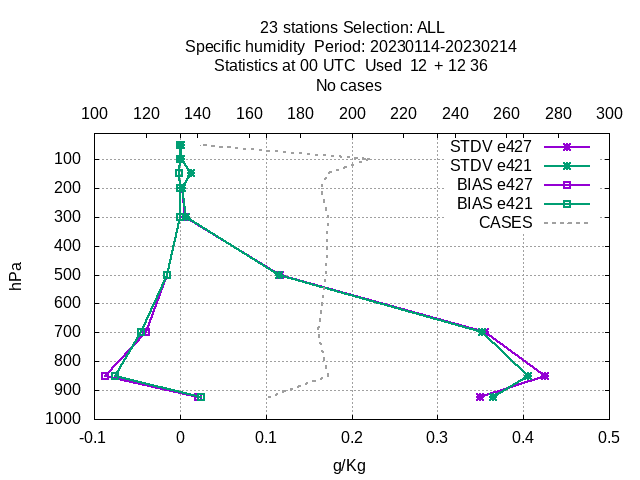 23 stations Selection: ALL
Specific humidity  Period: 20230114-20230214
Statistics at 00 UTC  Used  12  + 12 36
No cases
100 120 140 160 180 200 220 240 260 280 300
STDV e427
STDV e421
BIAS e427
BIAS e421
CASES
100
200
300
400
500
600
700
800
900
1000
hPa
-0.1 0 0.1 0.2 0.3 0.4 0.5
g/Kg